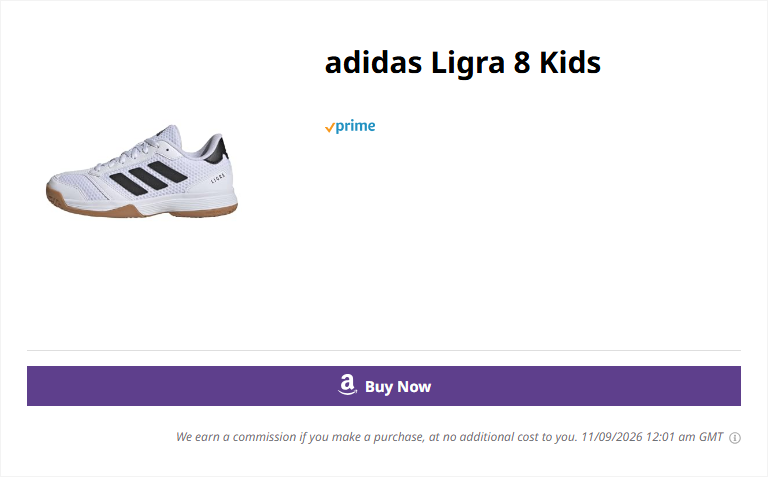 adidas Ligra 8 Kids
prime
LIGRA
Buy Now
We earn a commission if you make a purchase, at no additional cost to you. 11/09/2026 12:01 am GMT